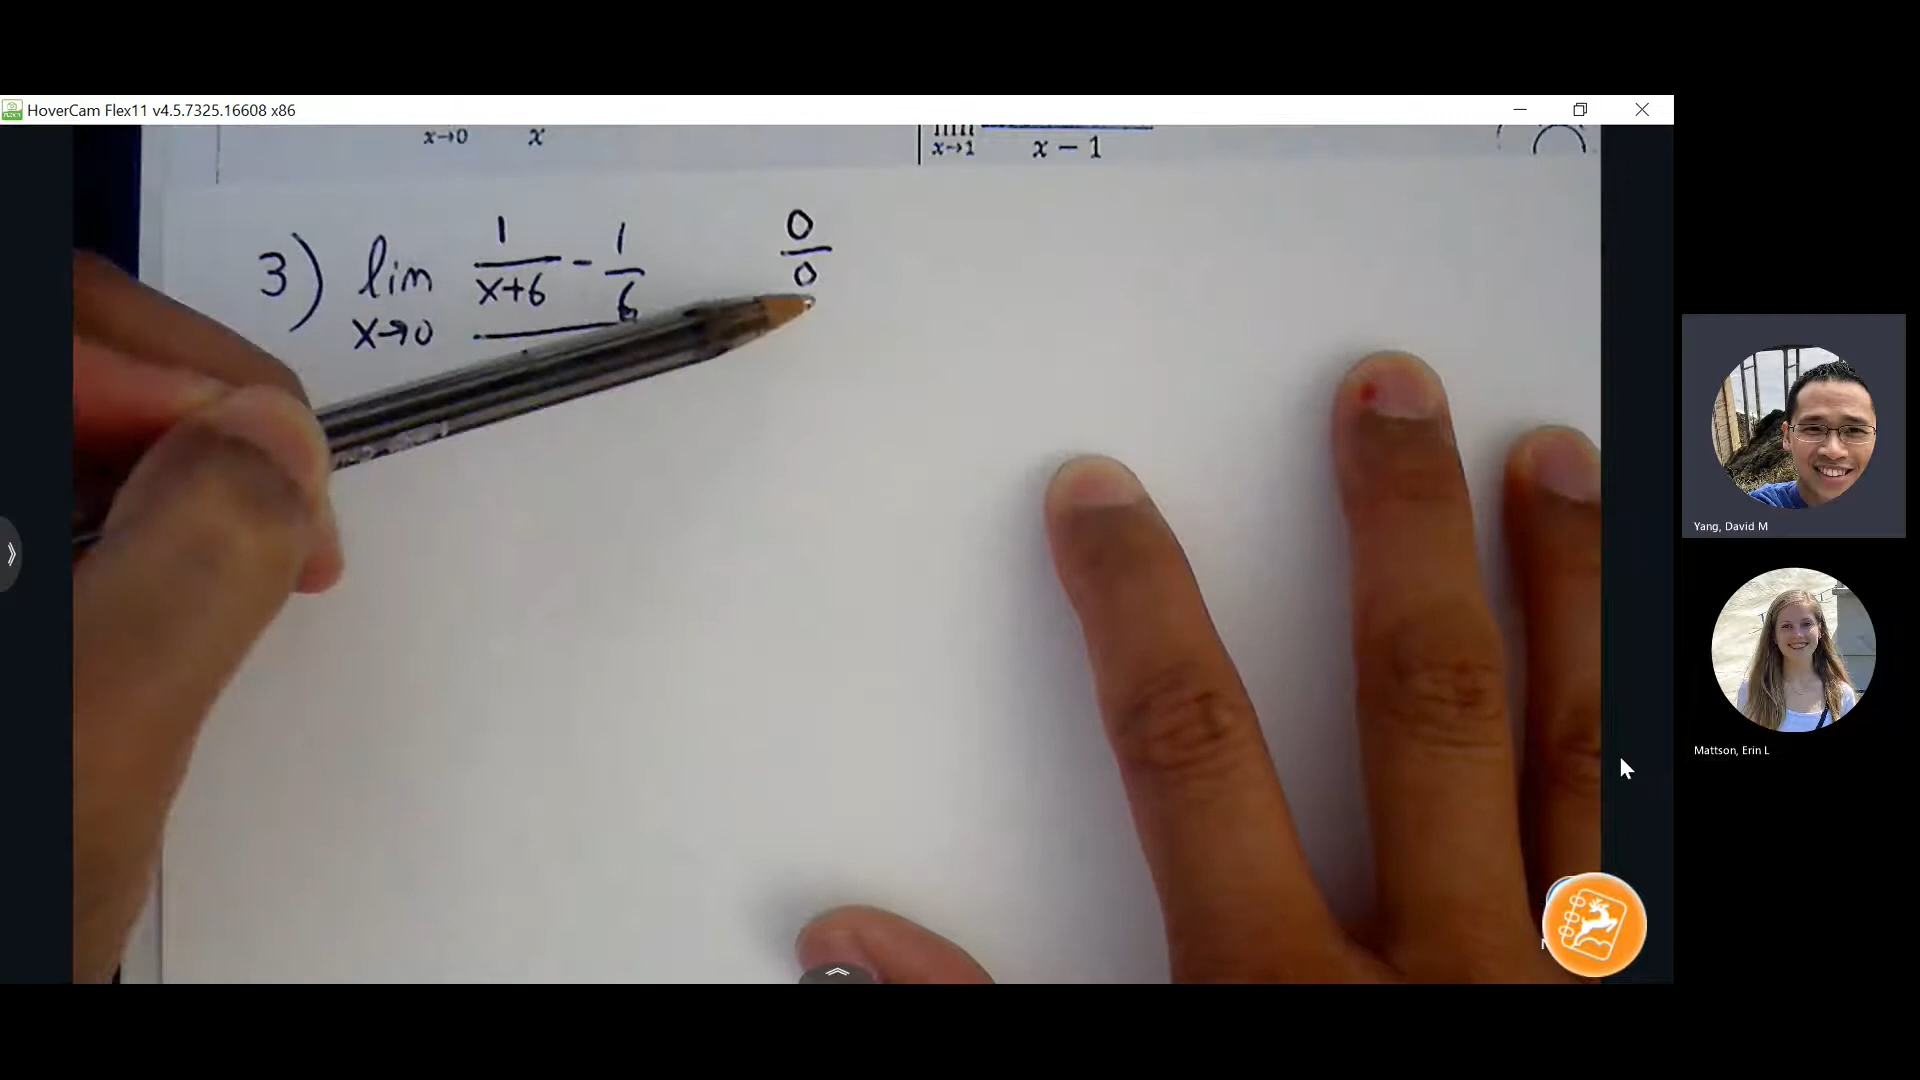 HoverCam Flex11 v4.5.7325.16608 x86
x→0 x
x→1 x − 1
3) lim 1/(x+6) - 1/6 0/0
x→0
Yang, David M
Mattson, Erin L